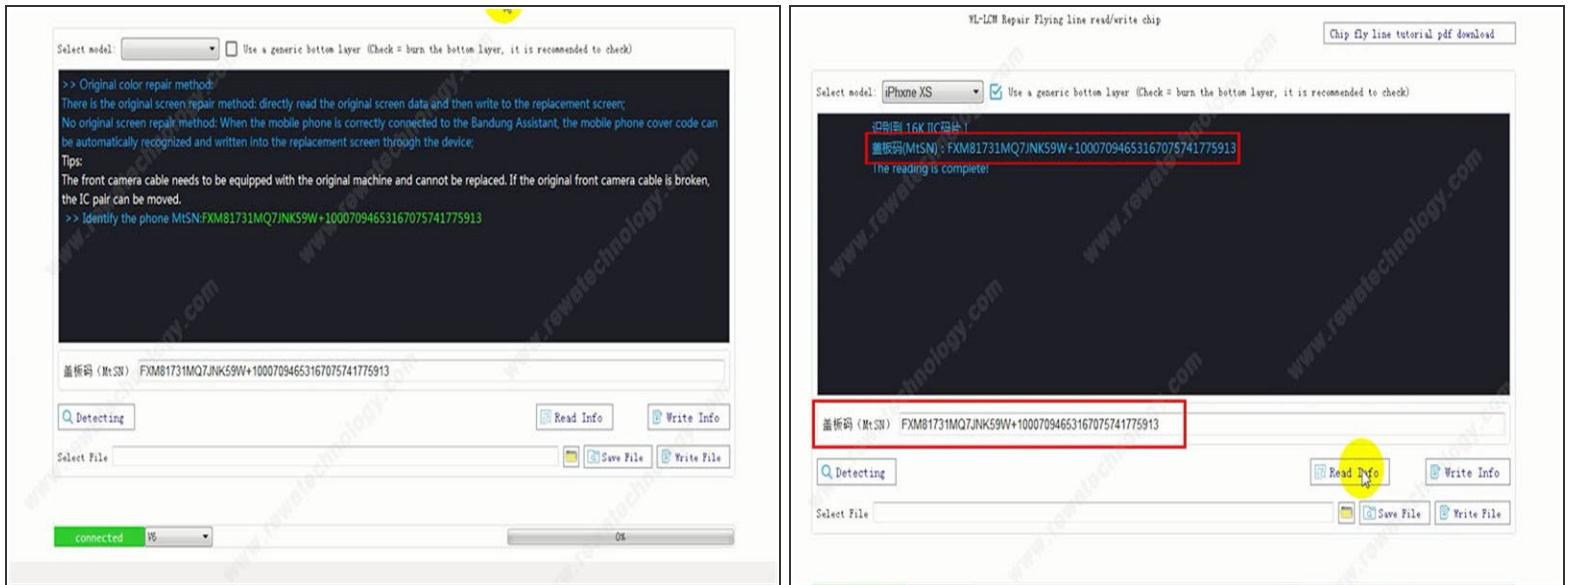 Select model:
Use a generic bottom layer (Check = burn the bottom layer, it is recommended to check)
>> Original color repair method:
There is the original screen repair method: directly read the original screen data and then write to the replacement screen;
No original screen repair method: When the mobile phone is correctly connected to the Bandung Assistant, the mobile phone cover code can
be automatically recognized and written into the replacement screen through the device;
Tips:
The front camera cable needs to be equipped with the original machine and cannot be replaced. If the original front camera cable is broken,
the IC pair can be moved.
>> Identify the phone MtSN:FXM81731MQ7JNK59W+10007094653167075741775913
盖板码 (MtSN) FXM81731MQ7JNK59W+10007094653167075741775913
Detecting Read Info Write Info
Select File Save File Write File
connected V6 0%
WL-LCM Repair Flying line read/write chip
Chip fly line tutorial pdf download
Select model: iPhxne XS Use a generic bottom layer (Check = burn the bottom layer, it is recommended to check)
识别到 16K IIC码片!
盖板码(MtSN) : FXM81731MQ7JNK59W+10007094653167075741775913
The reading is complete!
盖板码 (MtSN) FXM81731MQ7JNK59W+10007094653167075741775913
Detecting Read Info Write Info
Select File Save File Write File
www.rewatechnology.com